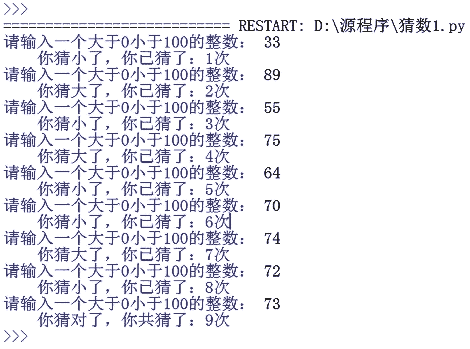 >>>
=========================== RESTART: D:\源程序\猜数1.py
请输入一个大于0小于100的整数： 33
你猜小了，你已猜了：1次
请输入一个大于0小于100的整数： 89
你猜大了，你已猜了：2次
请输入一个大于0小于100的整数： 55
你猜小了，你已猜了：3次
请输入一个大于0小于100的整数： 75
你猜大了，你已猜了：4次
请输入一个大于0小于100的整数： 64
你猜小了，你已猜了：5次
请输入一个大于0小于100的整数： 70
你猜小了，你已猜了：6次
请输入一个大于0小于100的整数： 74
你猜大了，你已猜了：7次
请输入一个大于0小于100的整数： 72
你猜小了，你已猜了：8次
请输入一个大于0小于100的整数： 73
你猜对了，你共猜了：9次
>>>